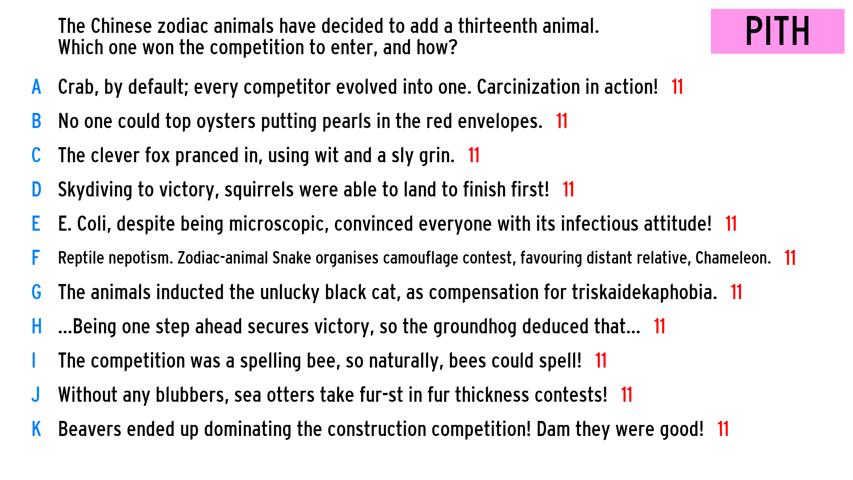 The Chinese zodiac animals have decided to add a thirteenth animal.
Which one won the competition to enter, and how?
PITH
A Crab, by default; every competitor evolved into one. Carcinization in action! 11
B No one could top oysters putting pearls in the red envelopes. 11
C The clever fox pranced in, using wit and a sly grin. 11
D Skydiving to victory, squirrels were able to land to finish first! 11
E E. Coli, despite being microscopic, convinced everyone with its infectious attitude! 11
F Reptile nepotism. Zodiac-animal Snake organises camouflage contest, favouring distant relative, Chameleon. 11
G The animals inducted the unlucky black cat, as compensation for triskaidekaphobia. 11
H ...Being one step ahead secures victory, so the groundhog deduced that... 11
I The competition was a spelling bee, so naturally, bees could spell! 11
J Without any blubbers, sea otters take fur-st in fur thickness contests! 11
K Beavers ended up dominating the construction competition! Dam they were good! 11